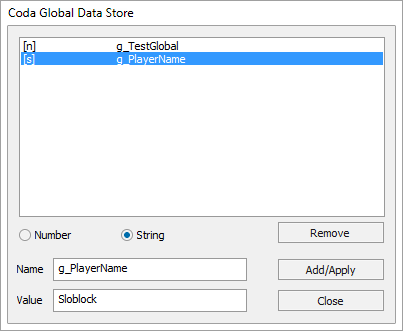 Coda Global Data Store
[n] g_TestGlobal
[s] g_PlayerName
Number String Remove
Name g_PlayerName Add/Apply
Value Sloblock Close